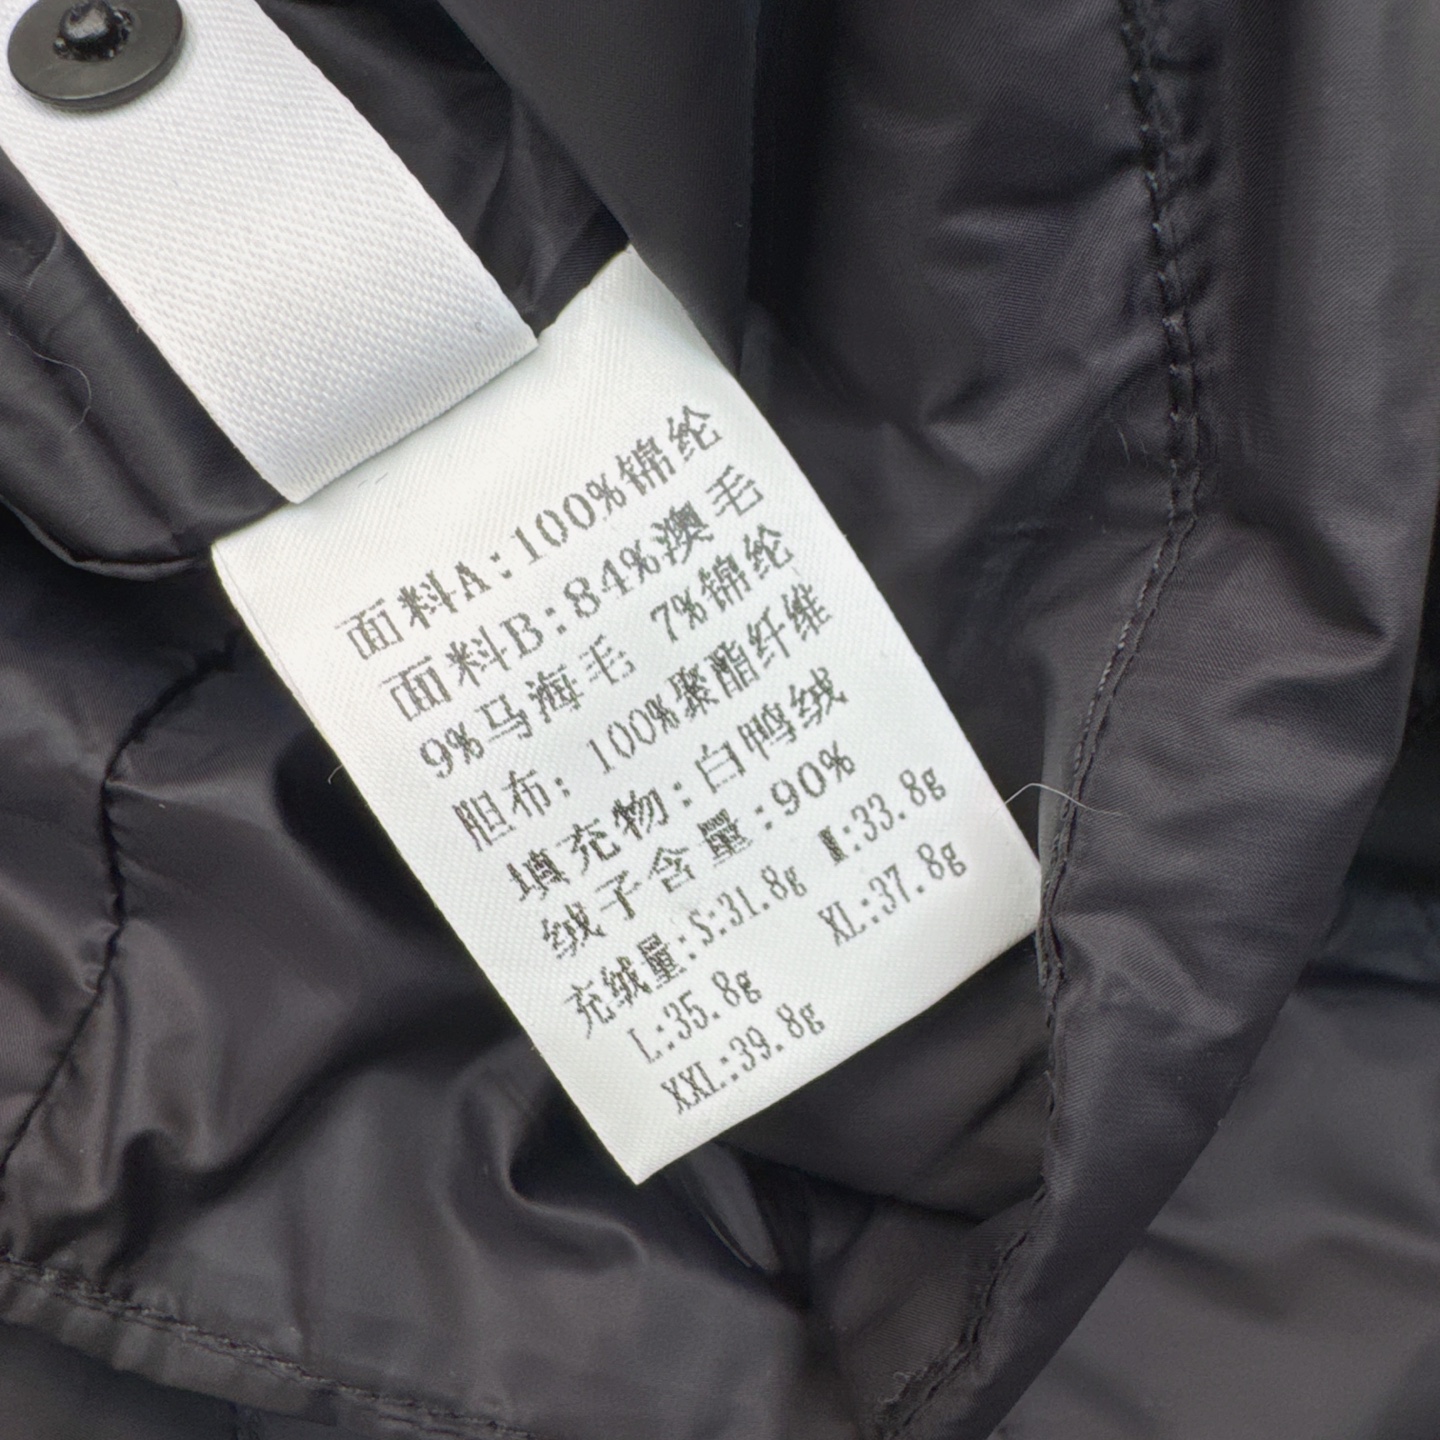 面料A:100%锦纶
面料B:84%澳毛
9%马海毛 7%锦纶
胆布: 100%聚酯纤维
填充物:白鸭绒
绒子含量:90%
充绒量:S:31.8g M:33.8g
L:35.8g XL:37.8g
XXL:39.8g